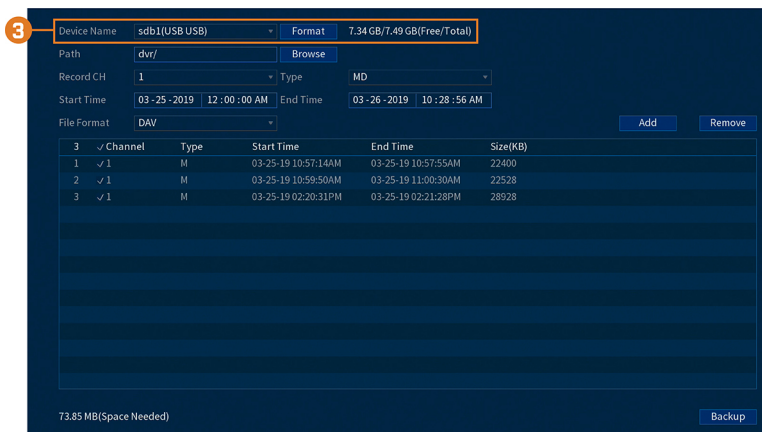 3
Device Name sdb1(USB USB) Format 7.34 GB/7.49 GB(Free/Total)
Path dvr/ Browse
Record CH 1 Type MD
Start Time 03 -25 -2019 12 : 00 : 00 AM End Time 03 -26 -2019 10 : 28 : 56 AM
File Format DAV Add Remove
3 ✓ Channel Type Start Time End Time Size(KB)
1 ✓ 1 M 03-25-19 10:57:14AM 03-25-19 10:57:55AM 22400
2 ✓ 1 M 03-25-19 10:59:50AM 03-25-19 11:00:30AM 22528
3 ✓ 1 M 03-25-19 02:20:31PM 03-25-19 02:21:28PM 28928
73.85 MB(Space Needed) Backup